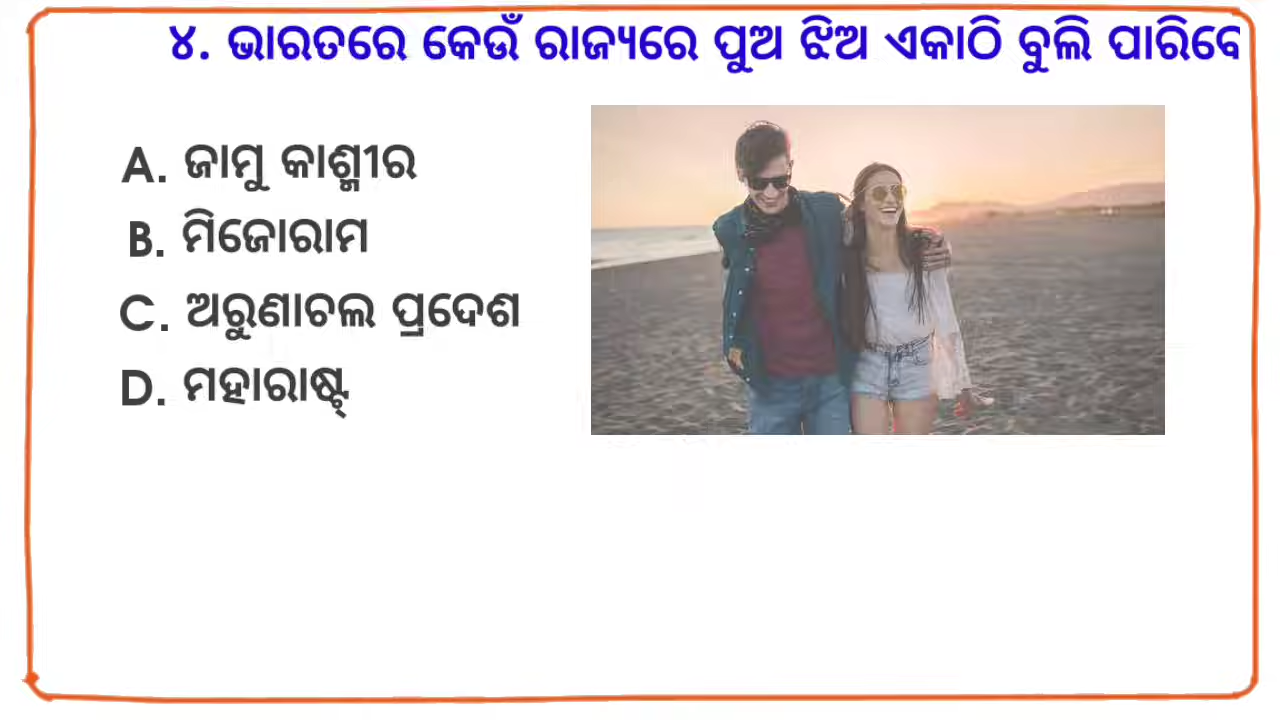 ୪. ଭାରତରେ କେଉଁ ରାଜ୍ୟରେ ପୁଅ ଝିଅ ଏକାଠି ବୁଲି ପାରିବେ
A. ଜାମୁ କାଶ୍ମୀର
B. ମିଜୋରାମ
C. ଅରୁଣାଚଲ ପ୍ରଦେଶ
D. ମହାରାଷ୍ଟ୍